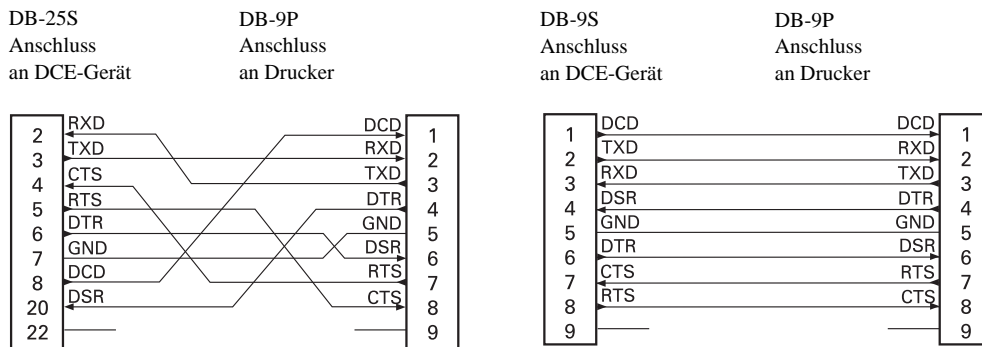 DB-25S
Anschluss
an DCE-Gerät
DB-9P
Anschluss
an Drucker
2 RXD DCD 1
3 TXD RXD 2
4 CTS TXD 3
5 RTS DTR 4
6 DTR GND 5
7 GND DSR 6
8 DCD RTS 7
20 DSR CTS 8
22 9
DB-9S
Anschluss
an DCE-Gerät
DB-9P
Anschluss
an Drucker
1 DCD DCD 1
2 TXD RXD 2
3 RXD TXD 3
4 DSR DTR 4
5 GND GND 5
6 DTR DSR 6
7 CTS RTS 7
8 RTS CTS 8
9 9